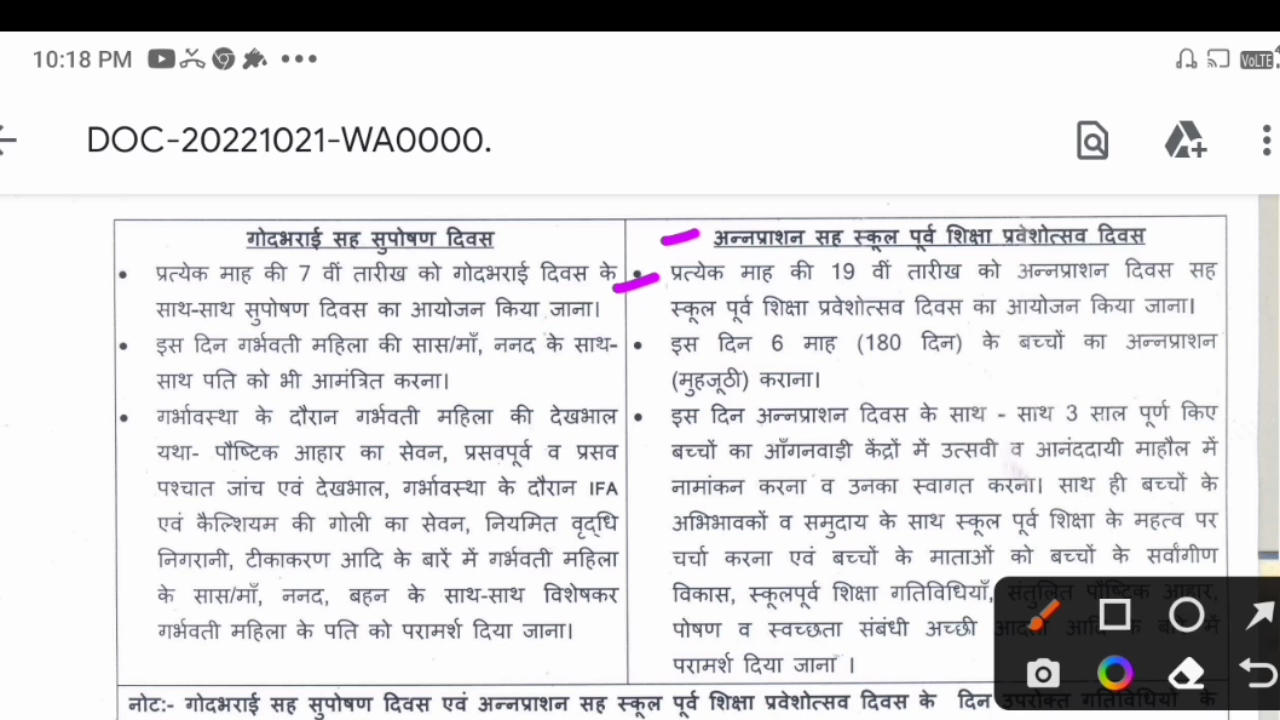 10:18 PM
VoLTE
DOC-20221021-WA0000.
गोदभराई सह सुपोषण दिवस
• प्रत्येक माह की 7 वीं तारीख को गोदभराई दिवस के
साथ-साथ सुपोषण दिवस का आयोजन किया जाना।
• इस दिन गर्भवती महिला की सास/माँ, ननद के साथ-
साथ पति को भी आमंत्रित करना।
• गर्भावस्था के दौरान गर्भवती महिला की देखभाल
यथा- पौष्टिक आहार का सेवन, प्रसवपूर्व व प्रसव
पश्चात जांच एवं देखभाल, गर्भावस्था के दौरान IFA
एवं कैल्शियम की गोली का सेवन, नियमित वृद्धि
निगरानी, टीकाकरण आदि के बारें में गर्भवती महिला
के सास/माँ, ननद, बहन के साथ-साथ विशेषकर
गर्भवती महिला के पति को परामर्श दिया जाना।
अन्नप्राशन सह स्कूल पूर्व शिक्षा प्रवेशोत्सव दिवस
• प्रत्येक माह की 19 वीं तारीख को अन्नप्राशन दिवस सह
स्कूल पूर्व शिक्षा प्रवेशोत्सव दिवस का आयोजन किया जाना।
• इस दिन 6 माह (180 दिन) के बच्चों का अन्नप्राशन
(मुहजूठी) कराना।
• इस दिन अन्नप्राशन दिवस के साथ - साथ 3 साल पूर्ण किए
बच्चों का आँगनवाड़ी केंद्रों में उत्सवी व आनंददायी माहौल में
नामांकन करना व उनका स्वागत करना। साथ ही बच्चों के
अभिभावकों व समुदाय के साथ स्कूल पूर्व शिक्षा के महत्व पर
चर्चा करना एवं बच्चों के माताओं को बच्चों के सर्वांगीण
विकास, स्कूलपूर्व शिक्षा गतिविधियाँ, संतुलित पौष्टिक आहार,
पोषण व स्वच्छता संबंधी अच्छी आदतों आदि के बारे में
परामर्श दिया जाना ।
नोटः- गोदभराई सह सुपोषण दिवस एवं अन्नप्राशन सह स्कूल पूर्व शिक्षा प्रवेशोत्सव दिवस के दिन उपरोक्त गतिविधियों के